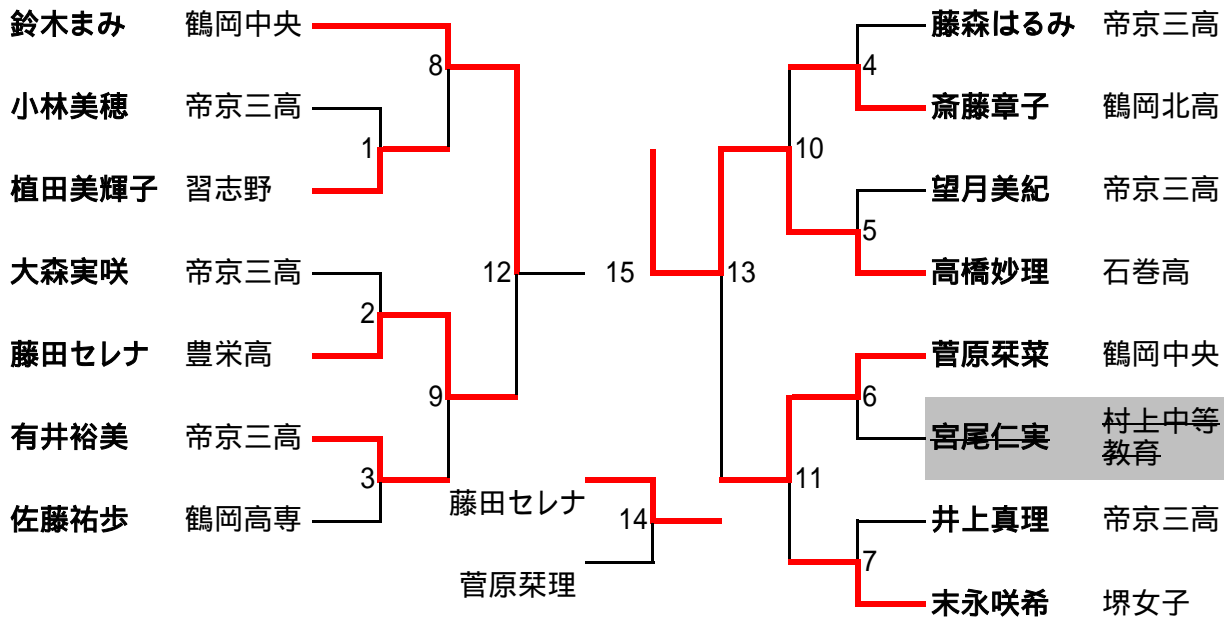 鈴木まみ 鶴岡中央
8
小林美穂 帝京三高
1
植田美輝子 習志野
大森実咲 帝京三高
12
2
藤田セレナ 豊栄高
9
有井裕美 帝京三高
3
佐藤祐歩 鶴岡高専
15
藤田セレナ
14
菅原栞理
藤森はるみ 帝京三高
4
斎藤章子 鶴岡北高
10
望月美紀 帝京三高
5
13
高橋妙理 石巻高
菅原栞菜 鶴岡中央
6
宮尾仁実 村上中等
教育
11
井上真理 帝京三高
7
末永咲希 堺女子